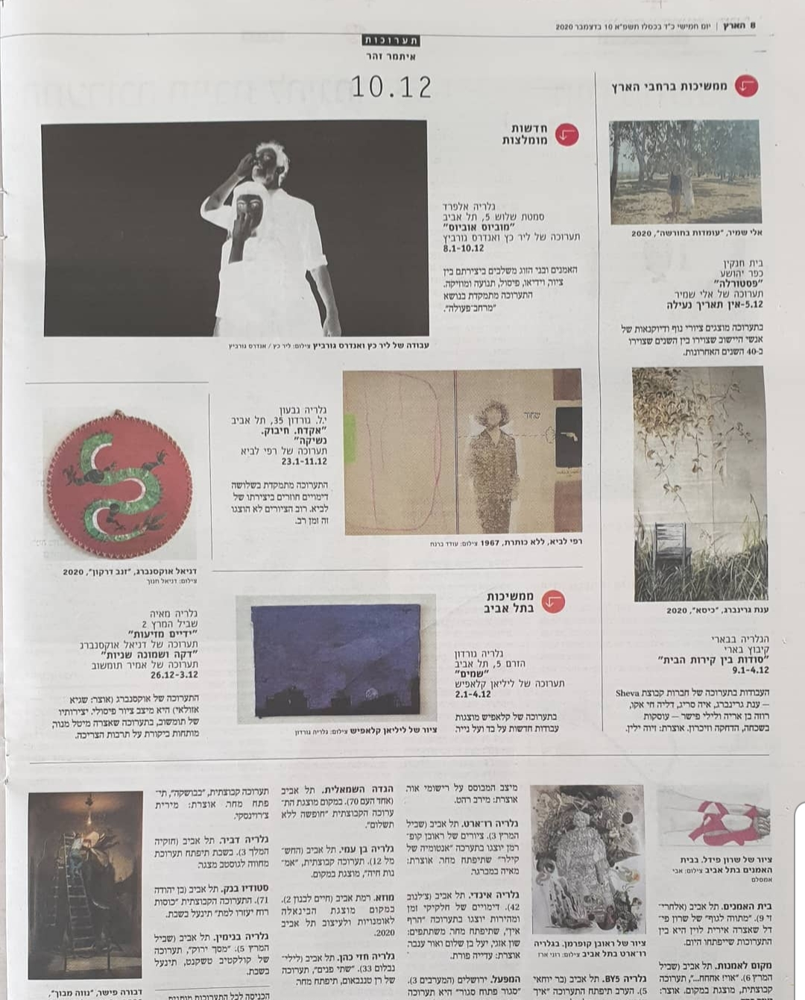 8 הארץ | יום חמישי כ"ד בכסלו תשפ"א 10 בדצמבר 2020
תערוכות
איתמר זהר
10.12
ממשיכות ברחבי הארץ
אלי שמיר, "עומדות בחורשה", 2020
בית חנקין
כפר יהושע
"פסטורלה"
תערוכה של אלי שמיר
5.12-אין תאריך נעילה
בתערוכה מוצגים ציורי נוף ודיוקנאות של
אנשי היישוב שצוירו בין השנים שצוירו
ב-40 השנים האחרונות.
ענת גרינברג, "כיסא", 2020
הגלריה בבארי
קיבוץ בארי
"סודות בין קירות הבית"
9.1-4.12
העבודות בתערוכה של חברות קבוצת Sheva
— ענת גרינברג, איה סריג, דליה חי אקו,
רווה בן אריה ולילי פישר — עוסקות
בשכחה, הדחקה וזיכרון. אוצרת: זיוה ילין.
חדשות
מומלצות
גלריה אלפרד
סמטת שלוש 5, תל אביב
"מוביוס אוביוס"
תערוכה של ליר כץ ואנדרס גורביץ
8.1-10.12
האמנים ובני הזוג משלבים ביצירתם בין
ציור, וידיאו, פיסול, תנועה ומוזיקה.
התערוכה מתמקדת בנושא
"מרחב־פעולה".
עבודה של ליר כץ ואנדרס גורביץ צילום: ליר כץ / אנדרס גורביץ
שחור
רפי לביא, ללא כותרת, 1967 צילום: עודד ברנח
גלריה גבעון
י.ל. גורדון 35, תל אביב
"אקדח. חיבוק.
נשיקה"
תערוכה של רפי לביא
23.1-11.12
התערוכה מתמקדת בשלושה
דימויים חוזרים ביצירתו של
לביא. רוב הציורים לא הוצגו
זה זמן רב.
דניאל אוקסנברג, "זנב דרקון", 2020
צילום: דניאל חנוך
גלריה מאיה
שביל המרץ 2
"ידיים מזיעות"
תערוכה של דניאל אוקסנברג
"דקה ושמונה שניות"
תערוכה של אמיר תומשוב
26.12-3.12
התערוכה של אוקסנברג (אוצר: שגיא
אזולאי) היא מיצב ציור פיסולי. יצירותיו
של תומשוב, בתערוכה שאצרה מיטל מנור,
מותחות ביקורת על תרבות הצריכה.
ממשיכות
בתל אביב
גלריה גורדון
הזרם 5, תל אביב
"שמים"
תערוכה של ליליאן קלאפיש
2.1-4.12
בתערוכה של קלאפיש מוצגות
עבודות חדשות על בד ועל נייר.
ציור של ליליאן קלאפיש צילום: גלריה גורדון
ציור של שרון פידל. בבית
האמנים בתל אביב צילום: אבי
אמסלם
בית האמנים. תל אביב (אלחרי־
זי 9). "מתווה לגוף" של שרון פי־
דל שאצרה אירית לוין היא בין
התערוכות שייפתחו היום.
מקום לאמנות. תל אביב (שביל
המרץ 6). "אוי! אחחח...", תערוכה
קבוצתית, מוצגת במקום. אוצר:
ציור של ראובן קופרמן. בגלריה
רו־ארט בתל אביב צילום: רוני ארז
גלריה BY5. תל אביב (בר יוחאי
5). הערב תיפתח התערוכה "איך
מיצב המבוסס על רישומי אור.
אוצרת: מירב רהט.
גלריה רו־ארט. תל אביב (שביל
המרץ 3). ציורים של ראובן קופ־
רמן יוצגו בתערוכה "אנטומיה של
קילר" שתיפתח מחר. אוצרת:
מאיה במברגר.
גלריה אינדי. תל אביב (צ'לנוב
42). דימויים של חלקיקי זמן
ומהירות יוצגו בתערוכה "הרף
אין", שתיפתח מחר. משתתפים:
שון אזגי, יעל בן שלום ואור ענבר.
אוצרת: עדייה פורת.
המפעל. ירושלים (המערבים 3).
"סגור פתוח סגור" היא תערוכה
הגדה השמאלית. תל אביב
(אחד העם 70). במקום מוצגת הת־
ערוכה הקבוצתית "חופשה ללא
תשלום".
גלריה בן עמי. תל אביב (החש־
מל 12). תערוכה קבוצתית, "אמ־
נות חיה", מוצגת במקום.
מוזא. רמת אביב (חיים לבנון 2).
במקום מוצגת הבינאלה
לאומנויות ולעיצוב תל אביב
2020.
גלריה חזי כהן. תל אביב (לילי־
נבלום 33). "שתי פנים", תערוכה
של רן טננבאום, תיפתח מחר.
תערוכה קבוצתית, "בבושקה", תי־
פתח מחר. אוצרת: מירית
צ'רוינסקי.
גלריה דביר. תל אביב (חזקיה
המלך 3). בשבת תיפתח תערוכת
מחווה לגוסטב מצגר.
סטודיו בנק. תל אביב (בן יהודה
71). התערוכה הקבוצתית "כוסות
רוח יעזרו למת" תינעל בשבת.
גלריה בנימין. תל אביב (שביל
המרץ 5). "מסך ירוק", תערוכה
של קולקטיב טשקנט, תינעל
בשבת.
הכניסה לכל התערוכות
דבורה פישר, "נווה מבוך",